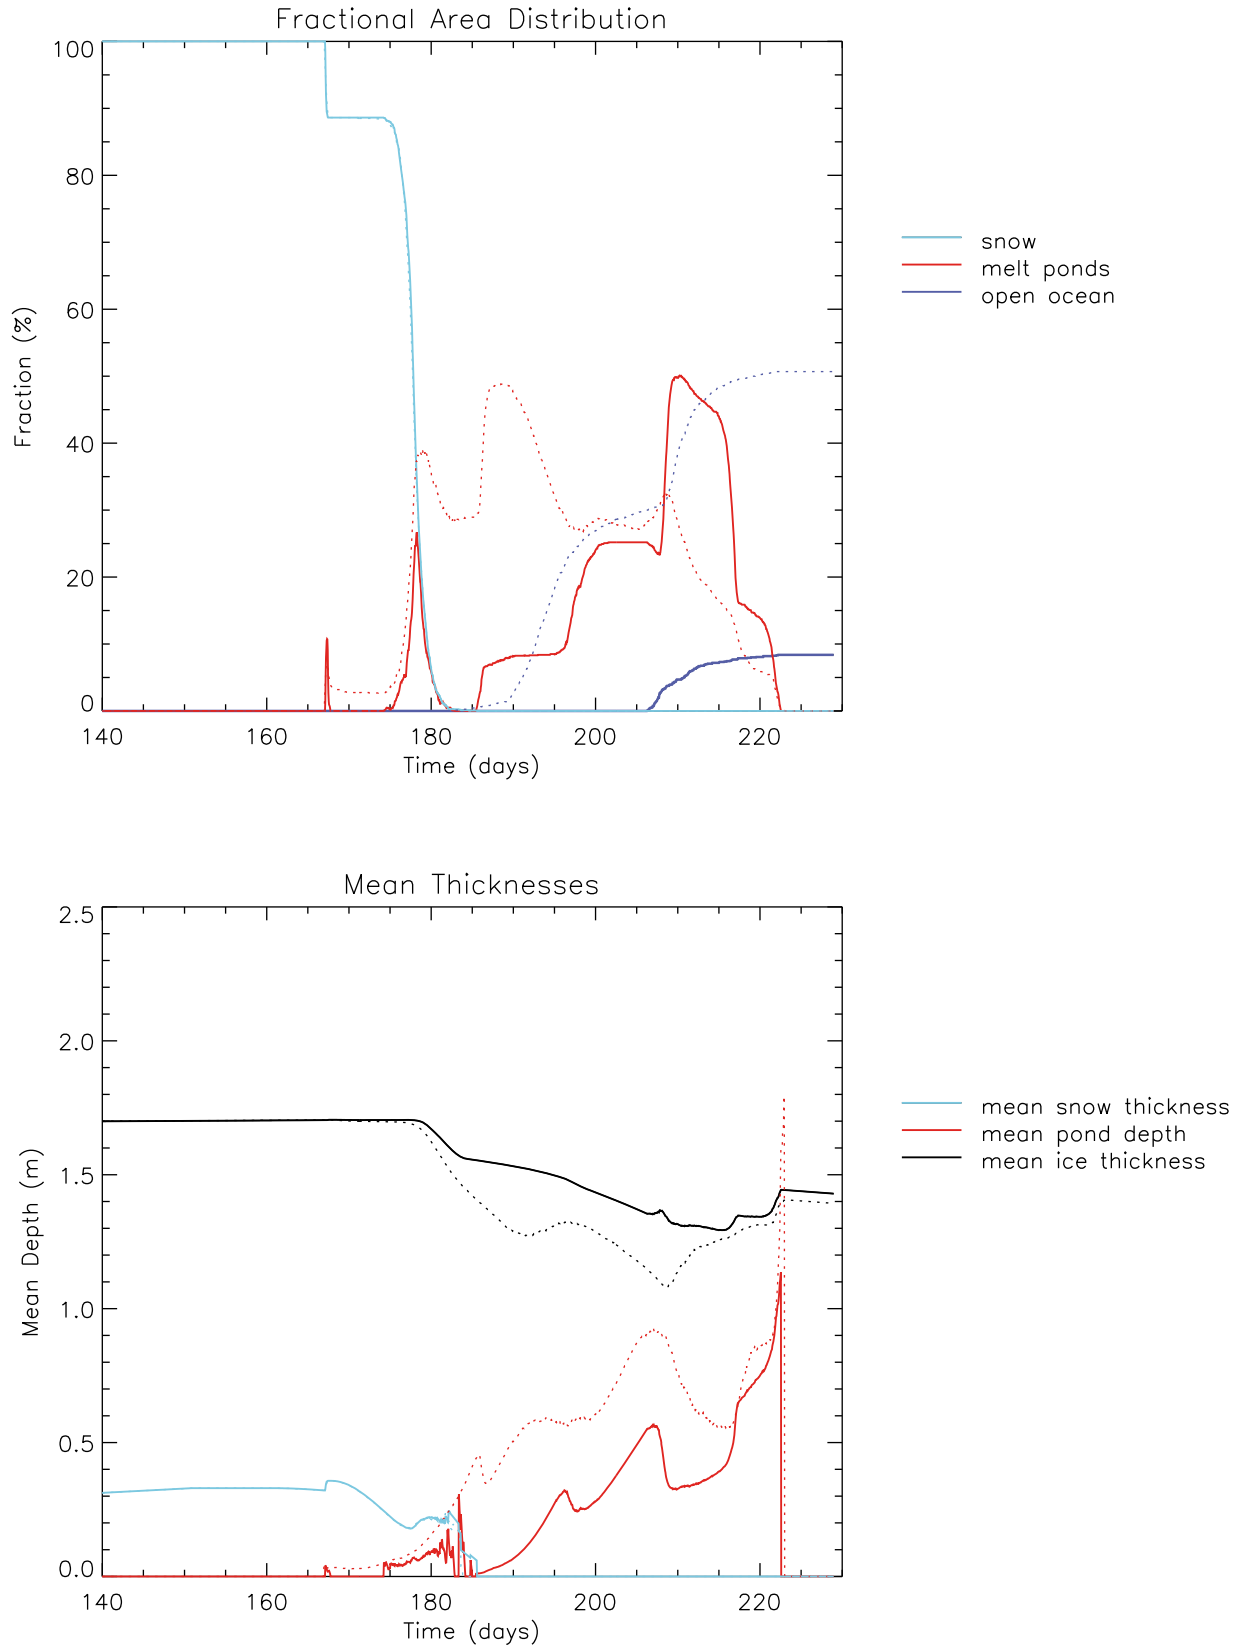 Fractional Area Distribution
100
80
60
40
20
0
Fraction (%)
140 160 180 200 220
Time (days)
snow
melt ponds
open ocean
Mean Thicknesses
2.5
2.0
1.5
1.0
0.5
0.0
Mean Depth (m)
140 160 180 200 220
Time (days)
mean snow thickness
mean pond depth
mean ice thickness